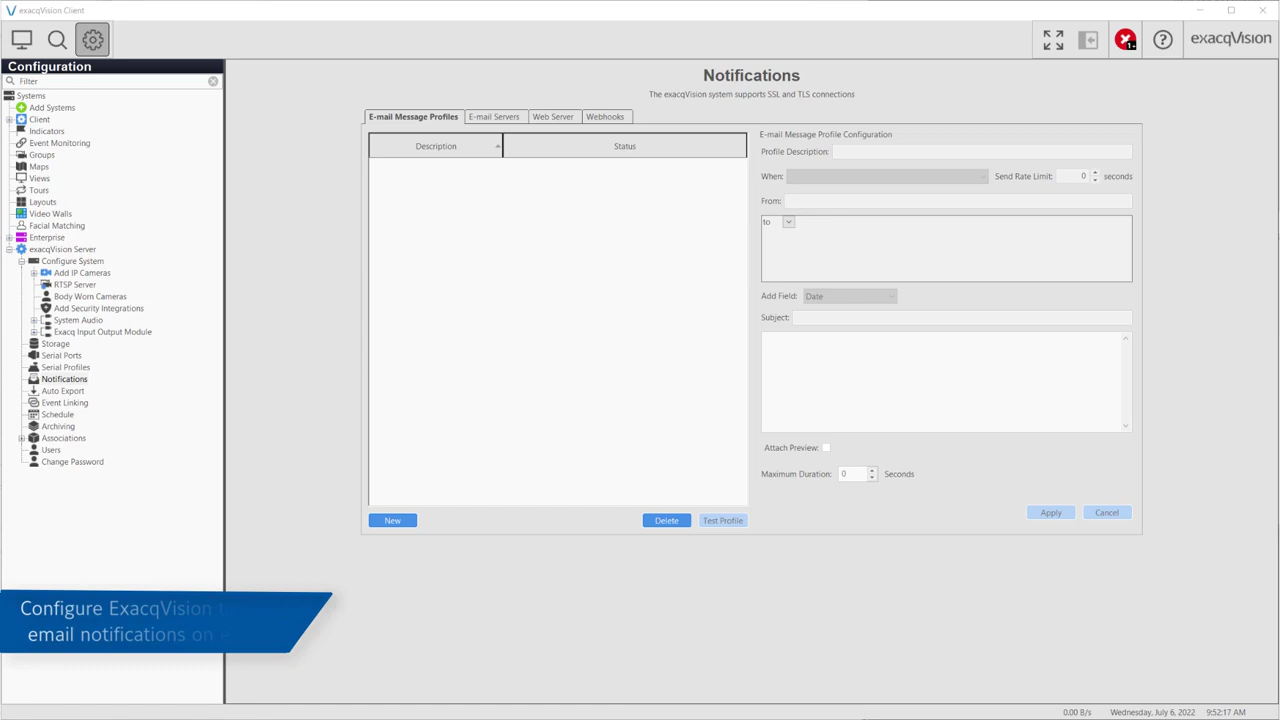 exacqVision Client
1+
exacqVision
Configuration
Filter
Systems
Add Systems
Client
Indicators
Event Monitoring
Groups
Maps
Views
Tours
Layouts
Video Walls
Facial Matching
Enterprise
exacqVision Server
Configure System
Add IP Cameras
RTSP Server
Body Worn Cameras
Add Security Integrations
System Audio
Exacq Input Output Module
Storage
Serial Ports
Serial Profiles
Notifications
Auto Export
Event Linking
Schedule
Archiving
Associations
Users
Change Password
Notifications
The exacqVision system supports SSL and TLS connections
E-mail Message Profiles
E-mail Servers
Web Server
Webhooks
Description
Status
New
Delete
Test Profile
E-mail Message Profile Configuration
Profile Description:
When:
Send Rate Limit: 0 seconds
From:
to
Add Field: Date
Subject:
Attach Preview:
Maximum Duration: 0 Seconds
Apply
Cancel
Configure ExacqVision
email notifications on
0.00 B/s
Wednesday, July 6, 2022
9:52:17 AM